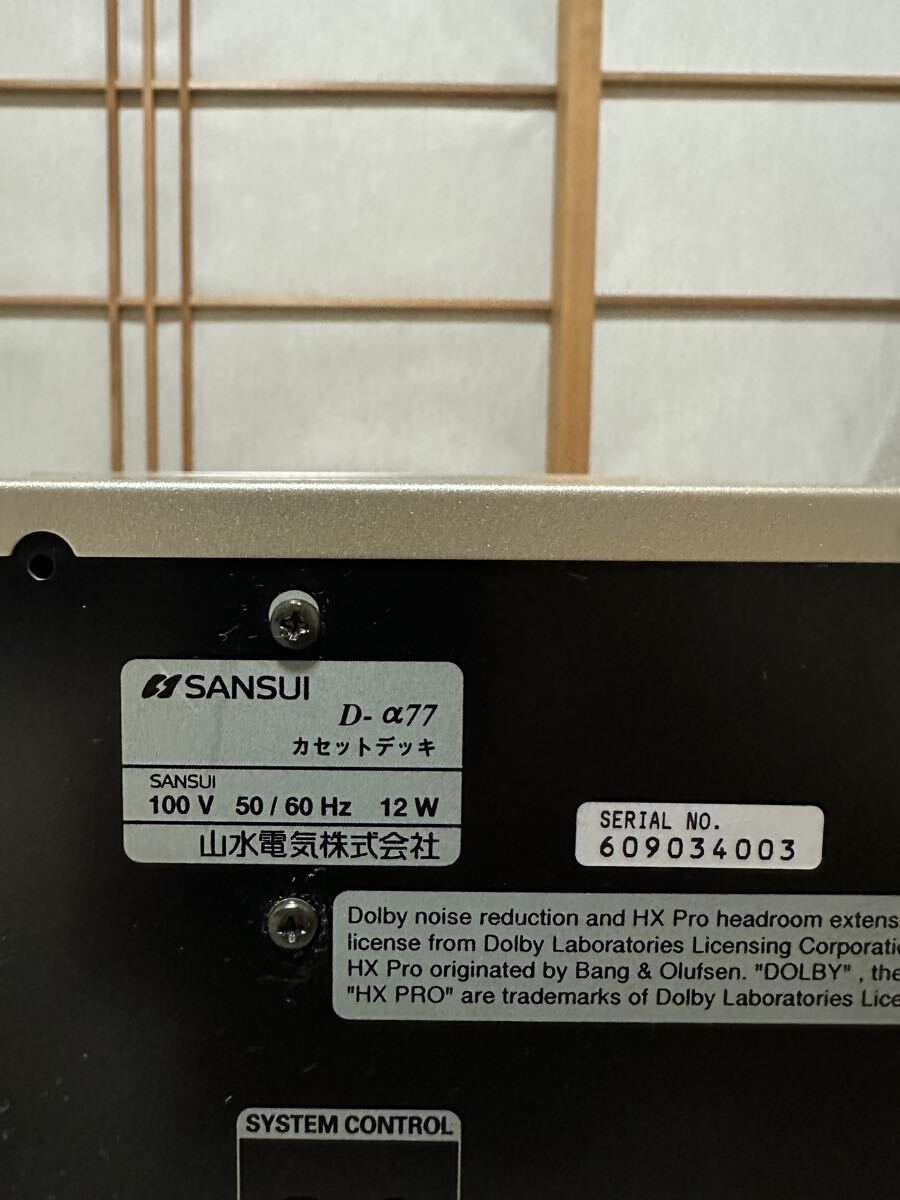 SANSUI
D-α77
カセットデッキ
SANSUI
100 V 50 / 60 Hz 12 W
山水電気株式会社
SERIAL NO.
609034003
Dolby noise reduction and HX Pro headroom extens
license from Dolby Laboratories Licensing Corporati
HX Pro originated by Bang & Olufsen. "DOLBY" , the
"HX PRO" are trademarks of Dolby Laboratories Lice
SYSTEM CONTROL